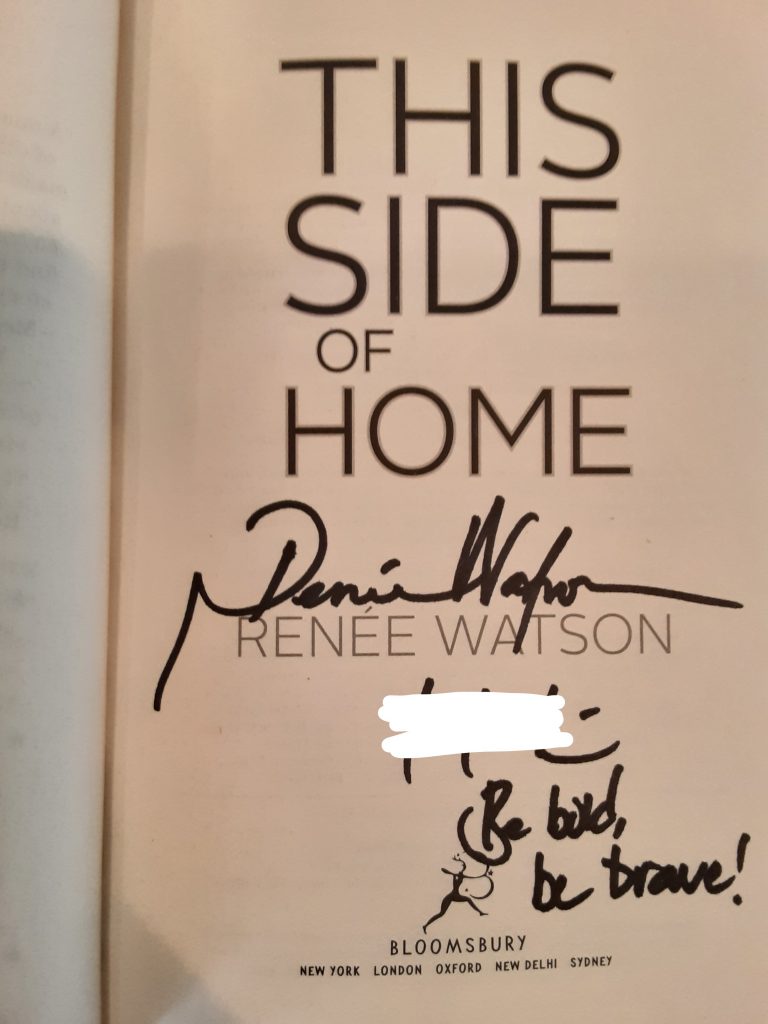 THIS
SIDE
OF
HOME
Renée Watson
RENÉE WATSON
Be bold,
be brave!
BLOOMSBURY
NEW YORK LONDON OXFORD NEW DELHI SYDNEY